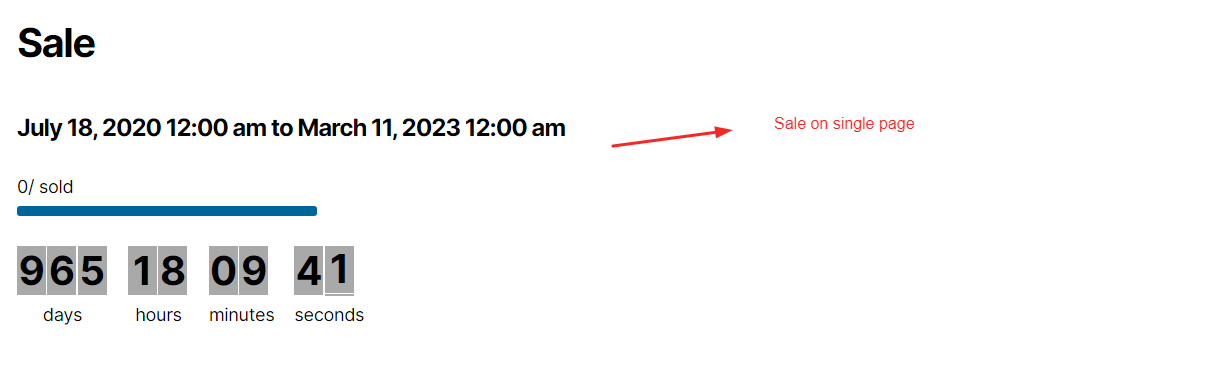 Sale
July 18, 2020 12:00 am to March 11, 2023 12:00 am
Sale on single page
0/ sold
965 18 09 41
days hours minutes seconds